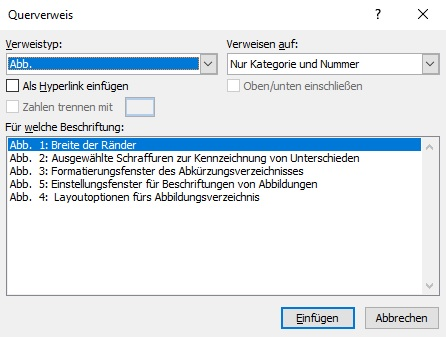 Querverweis
Verweistyp: Verweisen auf:
Abb. Nur Kategorie und Nummer
Als Hyperlink einfügen Oben/unten einschließen
Zahlen trennen mit
Für welche Beschriftung:
Abb. 1: Breite der Ränder
Abb. 2: Ausgewählte Schraffuren zur Kennzeichnung von Unterschieden
Abb. 3: Formatierungsfenster des Abkürzungsverzeichnisses
Abb. 5: Einstellungsfenster für Beschriftungen von Abbildungen
Abb. 4: Layoutoptionen fürs Abbildungsverzeichnis
Einfügen Abbrechen